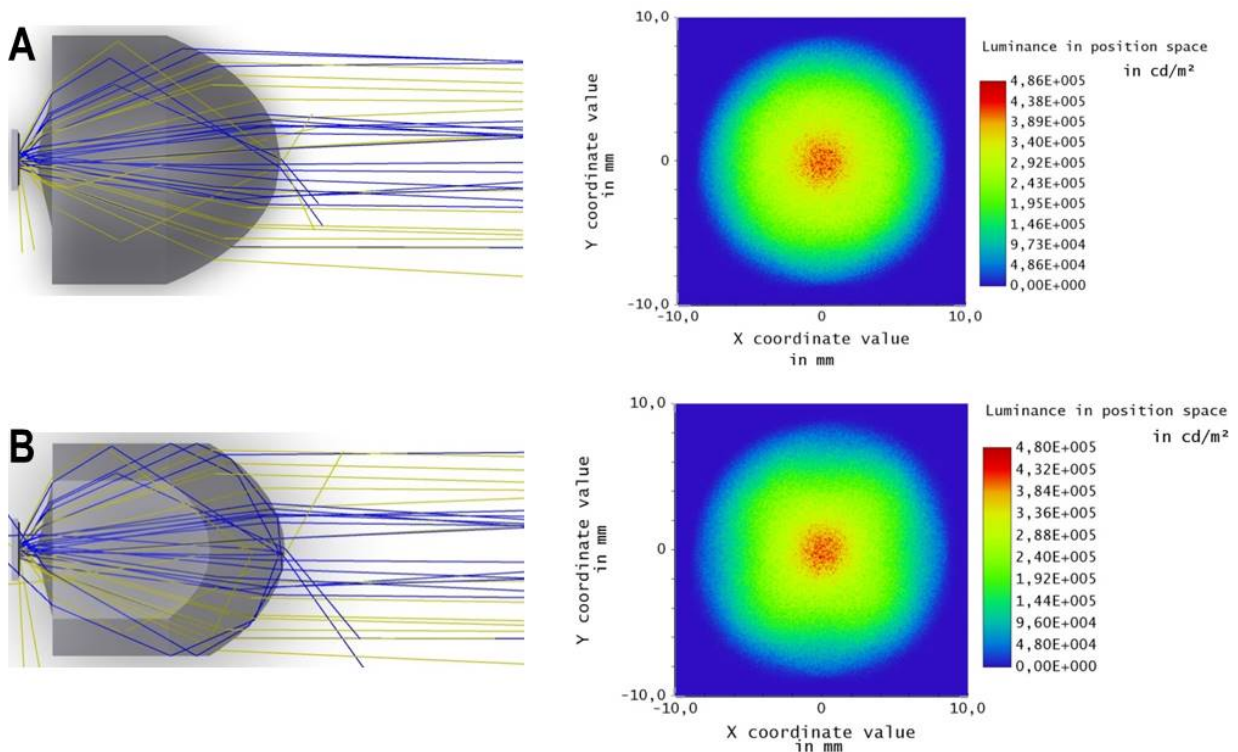 A
10,0
0
-10,0
-10,0
0
10,0
Y coordinate value
in mm
X coordinate value
in mm
Luminance in position space
in cd/m²
4,86E+005
4,38E+005
3,89E+005
3,40E+005
2,92E+005
2,43E+005
1,95E+005
1,46E+005
9,73E+004
4,86E+004
0,00E+000
B
10,0
0
-10,0
-10,0
0
10,0
Y coordinate value
in mm
X coordinate value
in mm
Luminance in position space
in cd/m²
4,80E+005
4,32E+005
3,84E+005
3,36E+005
2,88E+005
2,40E+005
1,92E+005
1,44E+005
9,60E+004
4,80E+004
0,00E+000